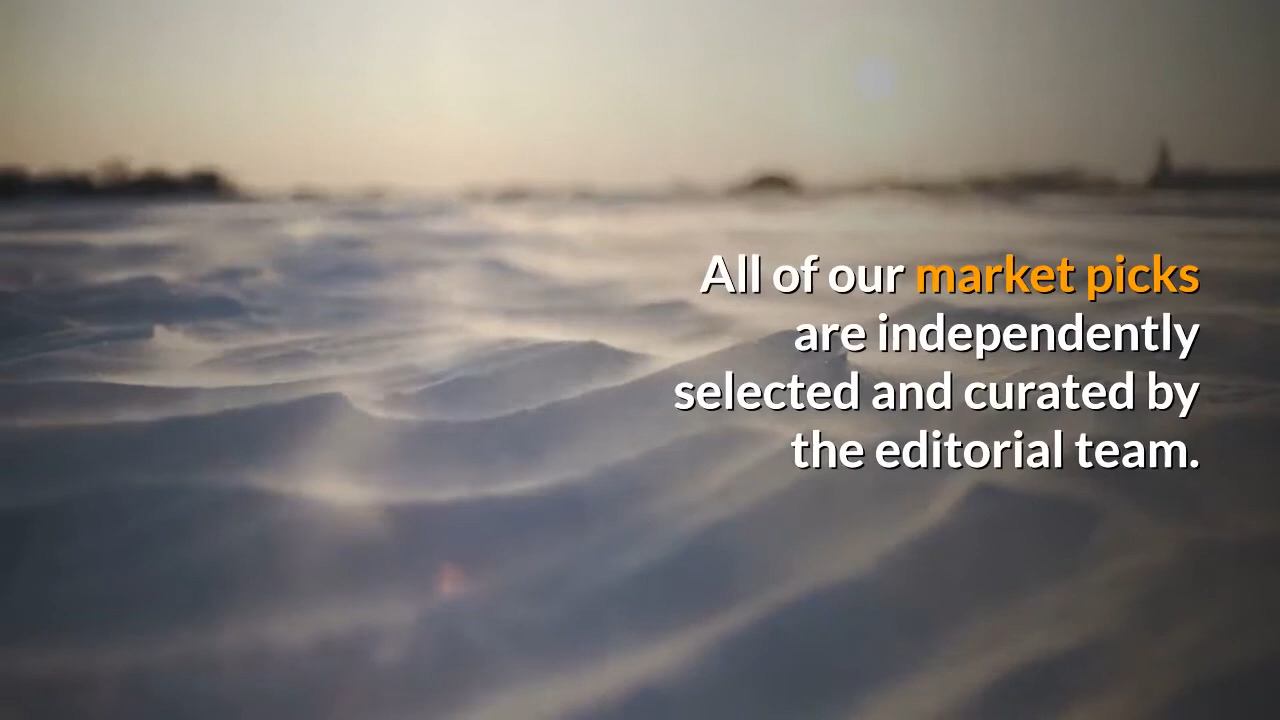 All of our market picks
are independently
selected and curated by
the editorial team.